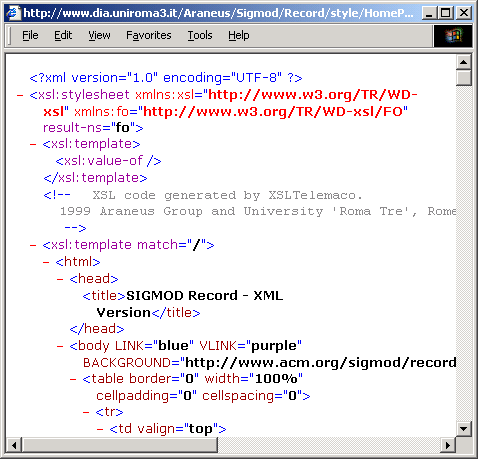 http://www.dia.uniroma3.it/Araneus/Sigmod/Record/style/HomeP...
File Edit View Favorites Tools Help
<?xml version="1.0" encoding="UTF-8" ?>
- <xsl:stylesheet xmlns:xsl="http://www.w3.org/TR/WD-
xsl" xmlns:fo="http://www.w3.org/TR/WD-xsl/FO"
result-ns="fo">
- <xsl:template>
<xsl:value-of />
</xsl:template>
<!-- XSL code generated by XSLTelemaco.
1999 Araneus Group and University 'Roma Tre', Rome
-->
- <xsl:template match="/">
- <html>
- <head>
<title>SIGMOD Record - XML
Version</title>
</head>
- <body LINK="blue" VLINK="purple"
BACKGROUND="http://www.acm.org/sigmod/record
- <table border="0" width="100%"
cellpadding="0" cellspacing="0">
- <tr>
- <td valign="top">